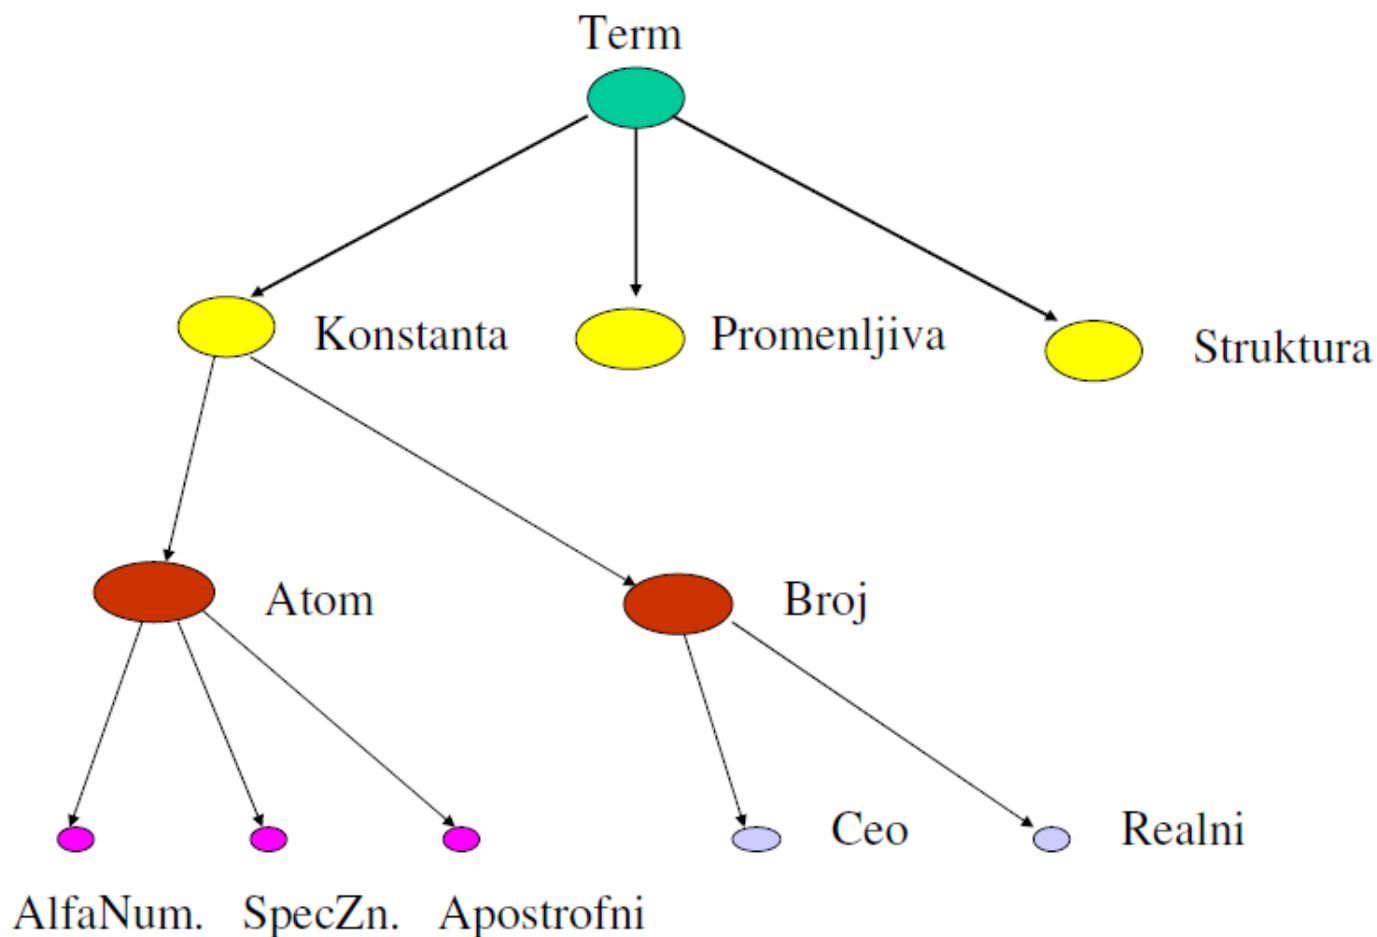 Term
Konstanta
Promenljiva
Struktura
Atom
Broj
Ceo
Realni
AlfaNum.
SpecZn.
Apostrofni